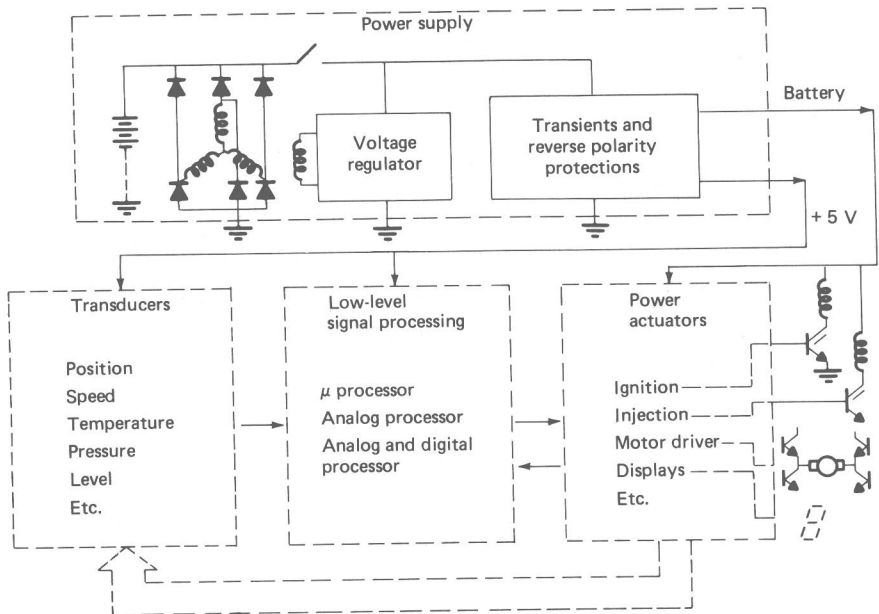 Power supply
Battery
Voltage
regulator
Transients and
reverse polarity
protections
+ 5 V
Transducers
Position
Speed
Temperature
Pressure
Level
Etc.
Low-level
signal processing
μ processor
Analog processor
Analog and digital
processor
Power
actuators
Ignition
Injection
Motor driver
Displays
Etc.
8